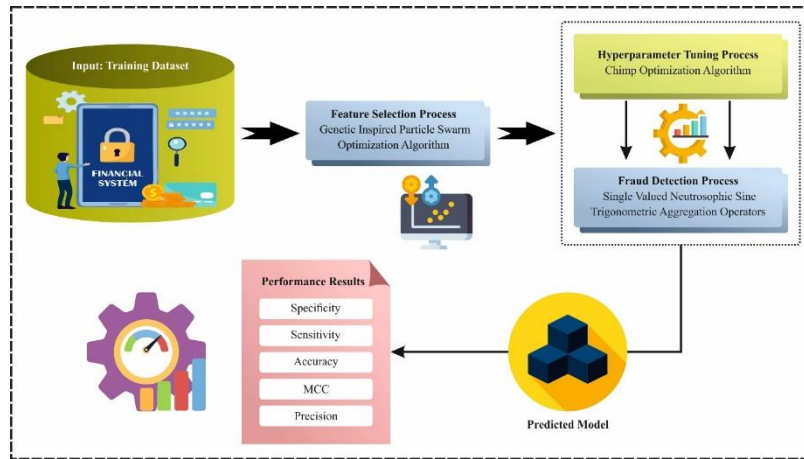 Input: Training Dataset
FINANCIAL
SYSTEM
Feature Selection Process
Genetic Inspired Particle Swarm
Optimization Algorithm
Hyperparameter Tuning Process
Chimp Optimization Algorithm
Fraud Detection Process
Single Valued Neutrosophic Sine
Trigonometric Aggregation Operators
Performance Results
Specificity
Sensitivity
Accuracy
MCC
Precision
Predicted Model